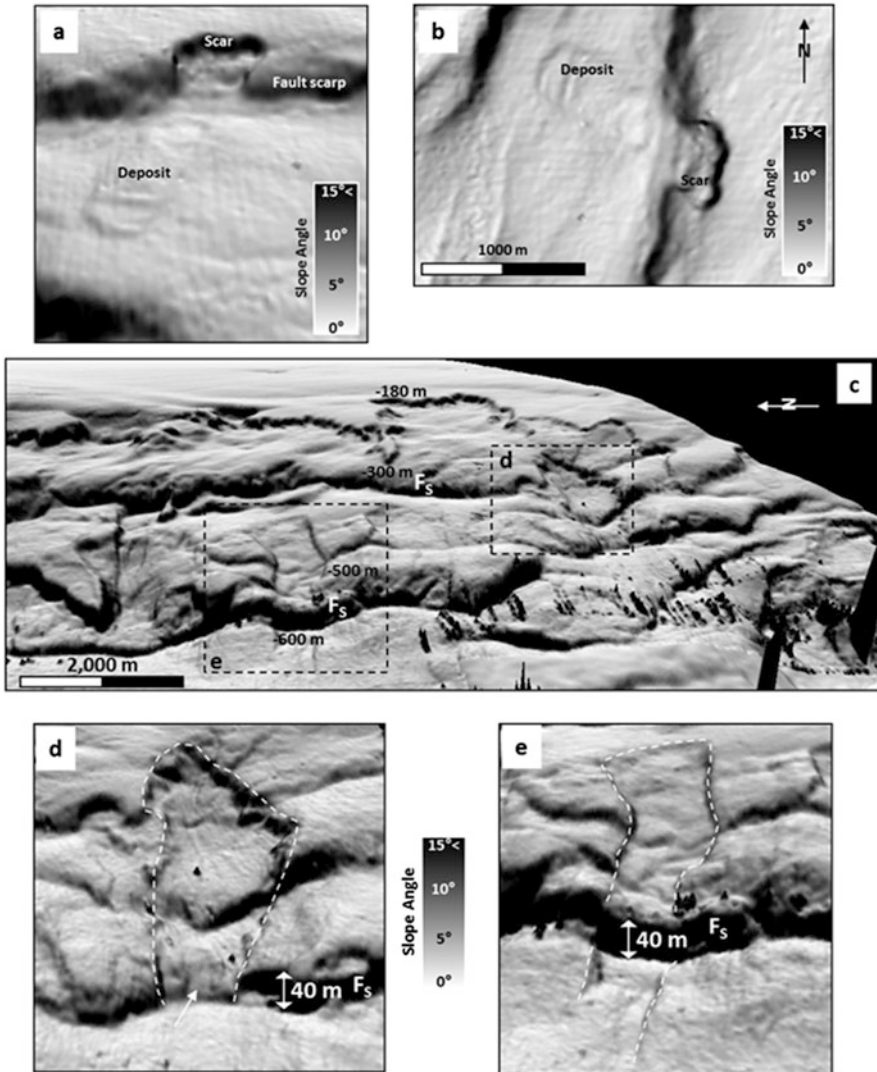 a
Scar
Fault scarp
Deposit
Slope Angle
15°<
10°
5°
0°
b
Deposit
N
Scar
1000 m
Slope Angle
15°<
10°
5°
0°
c
N
-180 m
d
-300 m
Fs
-500 m
Fs
-600 m
e
2,000 m
d
40 m
Fs
Slope Angle
15°<
10°
5°
0°
e
40 m
Fs